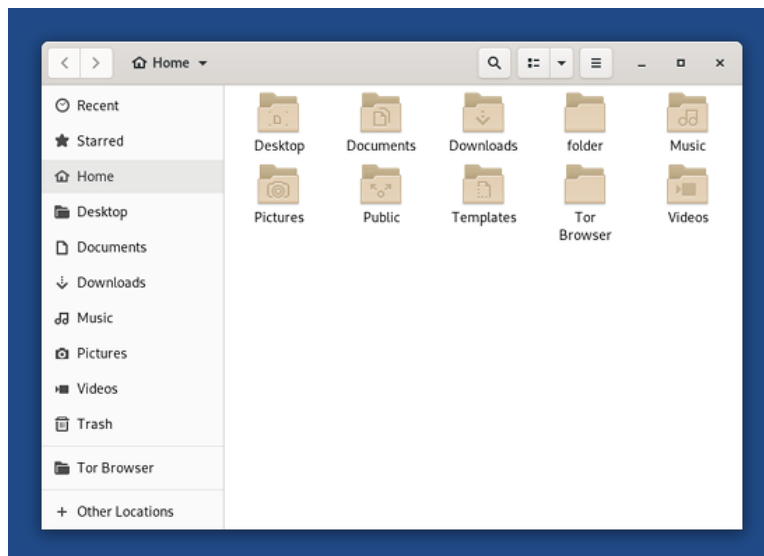 Home
Recent
Starred
Home
Desktop
Documents
Downloads
Music
Pictures
Videos
Trash
Tor Browser
Other Locations
Desktop Documents Downloads folder Music
Pictures Public Templates Tor Browser Videos